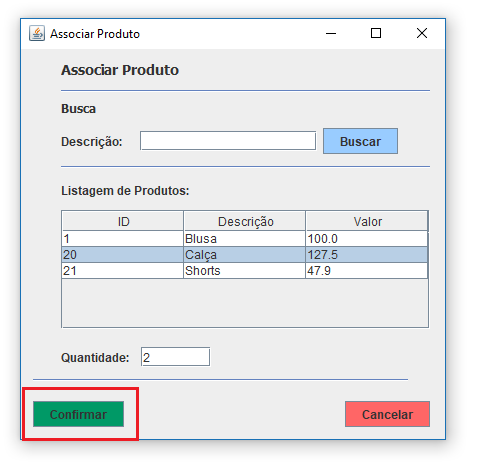 Associar Produto
Associar Produto
Busca
Descrição: Buscar
Listagem de Produtos:
ID Descrição Valor
1 Blusa 100.0
20 Calça 127.5
21 Shorts 47.9
Quantidade: 2
Confirmar Cancelar